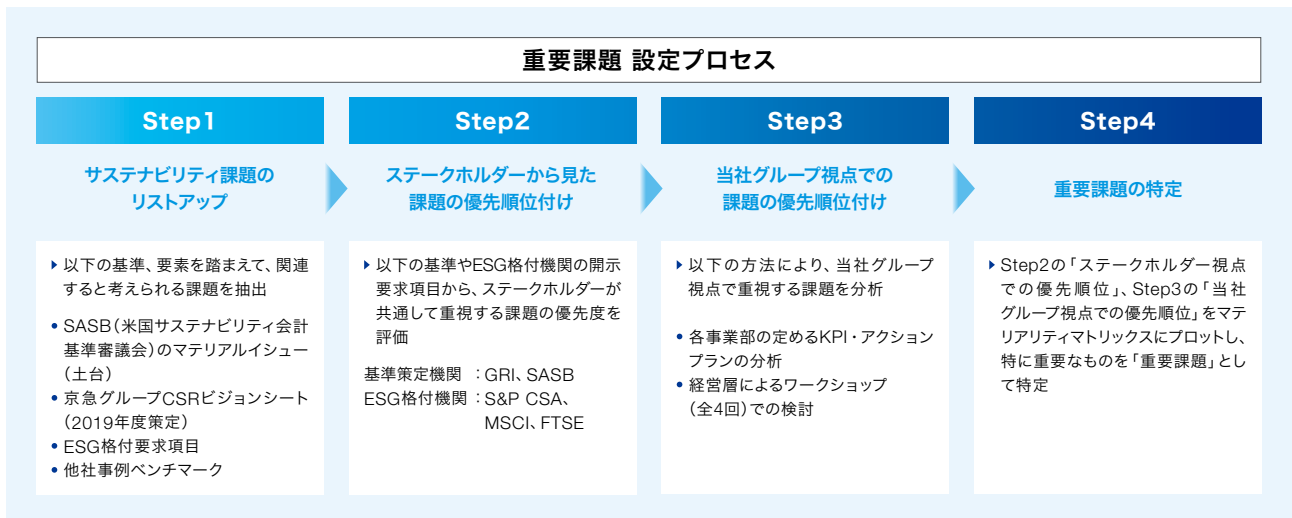 重要課題 設定プロセス
Step1
サステナビリティ課題の
リストアップ
▶ 以下の基準、要素を踏まえて、関連
すると考えられる課題を抽出
• SASB（米国サステナビリティ会計
基準審議会）のマテリアルイシュー
（土台）
• 京急グループCSRビジョンシート
（2019年度策定）
• ESG格付要求項目
• 他社事例ベンチマーク
Step2
ステークホルダーから見た
課題の優先順位付け
▶ 以下の基準やESG格付機関の開示
要求項目から、ステークホルダーが
共通して重視する課題の優先度を
評価
基準策定機関 ：GRI、SASB
ESG格付機関：S&P CSA、
MSCI、FTSE
Step3
当社グループ視点での
課題の優先順位付け
▶ 以下の方法により、当社グループ
視点で重視する課題を分析
• 各事業部の定めるKPI・アクション
プランの分析
• 経営層によるワークショップ
（全4回）での検討
Step4
重要課題の特定
▶ Step2の「ステークホルダー視点
での優先順位」、Step3の「当社
グループ視点での優先順位」をマテ
リアリティマトリックスにプロットし、
特に重要なものを「重要課題」とし
て特定